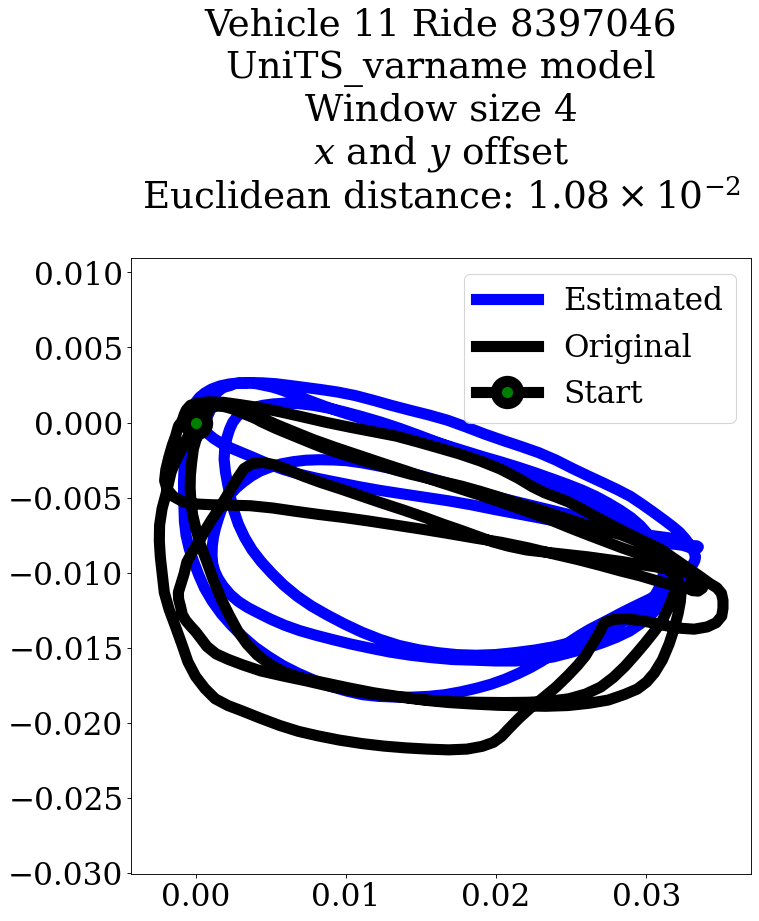 Vehicle 11 Ride 8397046
UniTS_varname model
Window size 4
x and y offset
Euclidean distance: 1.08 × 10⁻²
Estimated
Original
Start
0.010
0.005
0.000
−0.005
−0.010
−0.015
−0.020
−0.025
−0.030
0.00 0.01 0.02 0.03